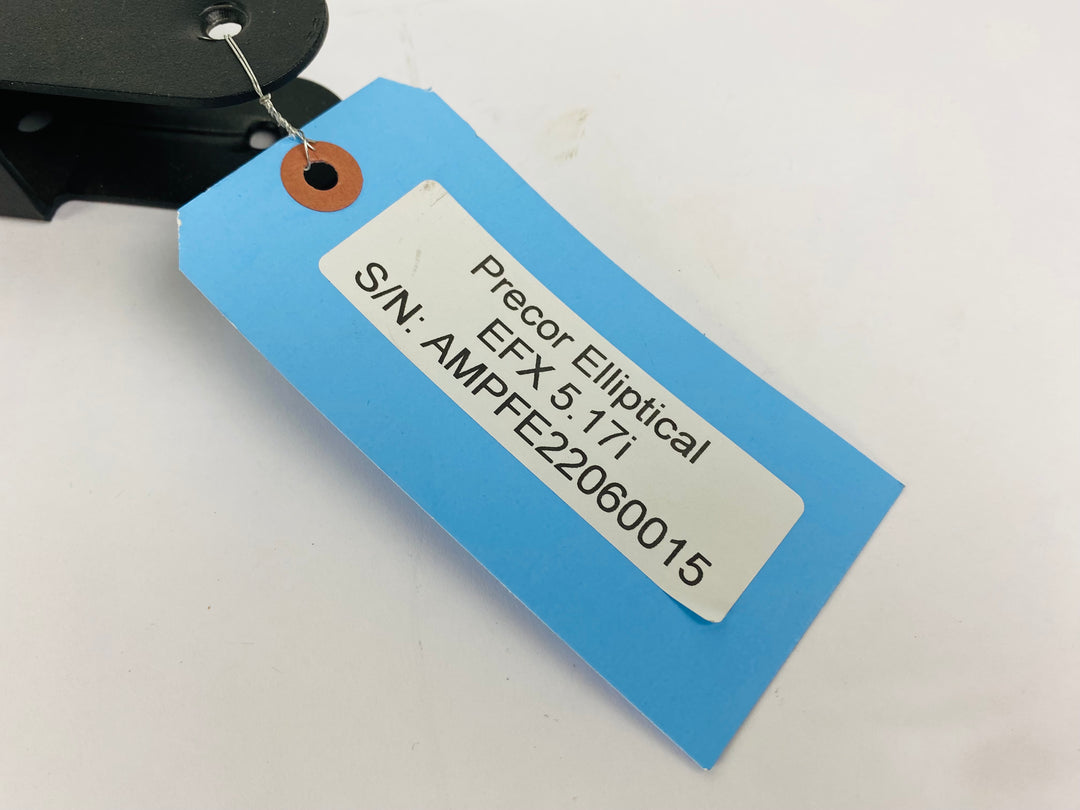 Precor Elliptical
EFX 5.17i
S/N: AMPFE22060015